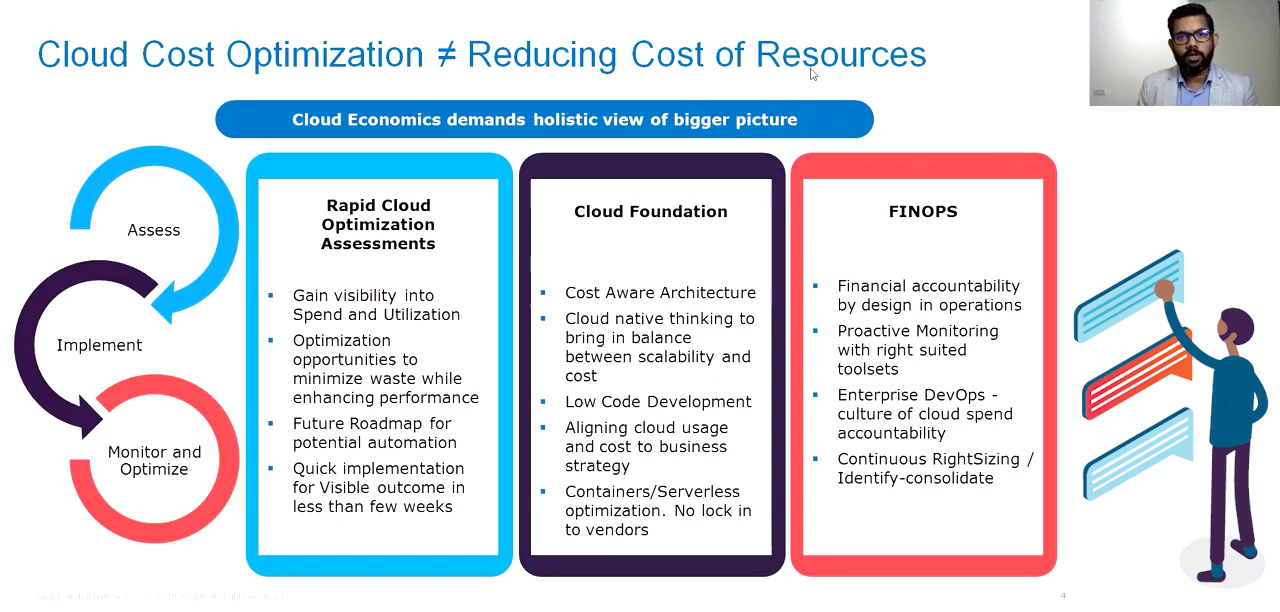 Cloud Cost Optimization ≠ Reducing Cost of Resources
Cloud Economics demands holistic view of bigger picture
Assess
Implement
Monitor and
Optimize
Rapid Cloud
Optimization
Assessments
▪ Gain visibility into
Spend and Utilization
▪ Optimization
opportunities to
minimize waste while
enhancing performance
▪ Future Roadmap for
potential automation
▪ Quick implementation
for Visible outcome in
less than few weeks
Cloud Foundation
▪ Cost Aware Architecture
▪ Cloud native thinking to
bring in balance
between scalability and
cost
▪ Low Code Development
▪ Aligning cloud usage
and cost to business
strategy
▪ Containers/Serverless
optimization. No lock in
to vendors
FINOPS
▪ Financial accountability
by design in operations
▪ Proactive Monitoring
with right suited
toolsets
▪ Enterprise DevOps -
culture of cloud spend
accountability
▪ Continuous RightSizing /
Identify-consolidate
4